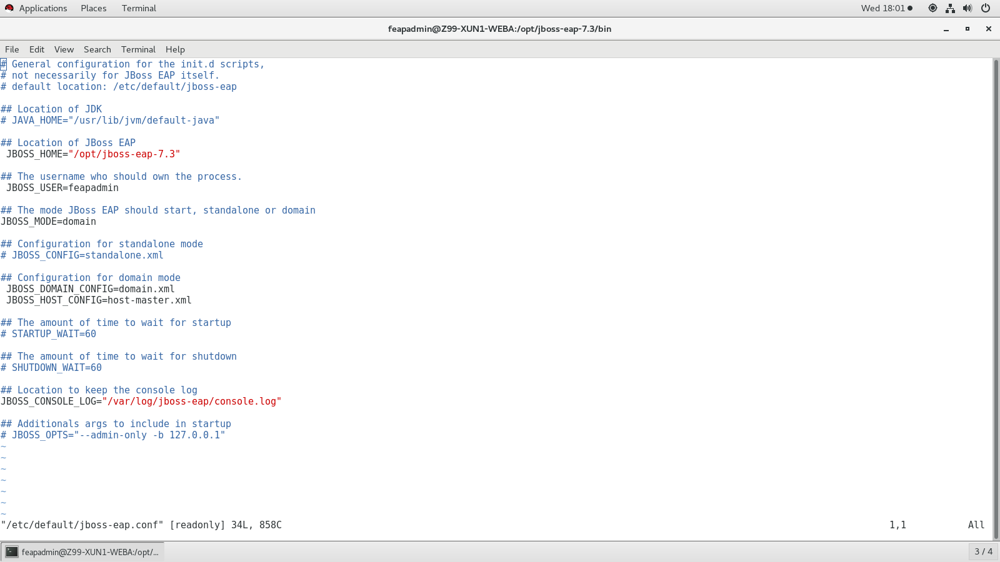 Applications Places Terminal Wed 18:01
feapadmin@Z99-XUN1-WEBA:/opt/jboss-eap-7.3/bin
File Edit View Search Terminal Help
# General configuration for the init.d scripts,
# not necessarily for JBoss EAP itself.
# default location: /etc/default/jboss-eap
## Location of JDK
# JAVA_HOME="/usr/lib/jvm/default-java"
## Location of JBoss EAP
JBOSS_HOME="/opt/jboss-eap-7.3"
## The username who should own the process.
JBOSS_USER=feapadmin
## The mode JBoss EAP should start, standalone or domain
JBOSS_MODE=domain
## Configuration for standalone mode
# JBOSS_CONFIG=standalone.xml
## Configuration for domain mode
JBOSS_DOMAIN_CONFIG=domain.xml
JBOSS_HOST_CONFIG=host-master.xml
## The amount of time to wait for startup
# STARTUP_WAIT=60
## The amount of time to wait for shutdown
# SHUTDOWN_WAIT=60
## Location to keep the console log
JBOSS_CONSOLE_LOG="/var/log/jboss-eap/console.log"
## Additionals args to include in startup
# JBOSS_OPTS="--admin-only -b 127.0.0.1"
~
~
~
~
~
~
~
"/etc/default/jboss-eap.conf" [readonly] 34L, 858C 1,1 All
feapadmin@Z99-XUN1-WEBA:/opt/... 3 / 4